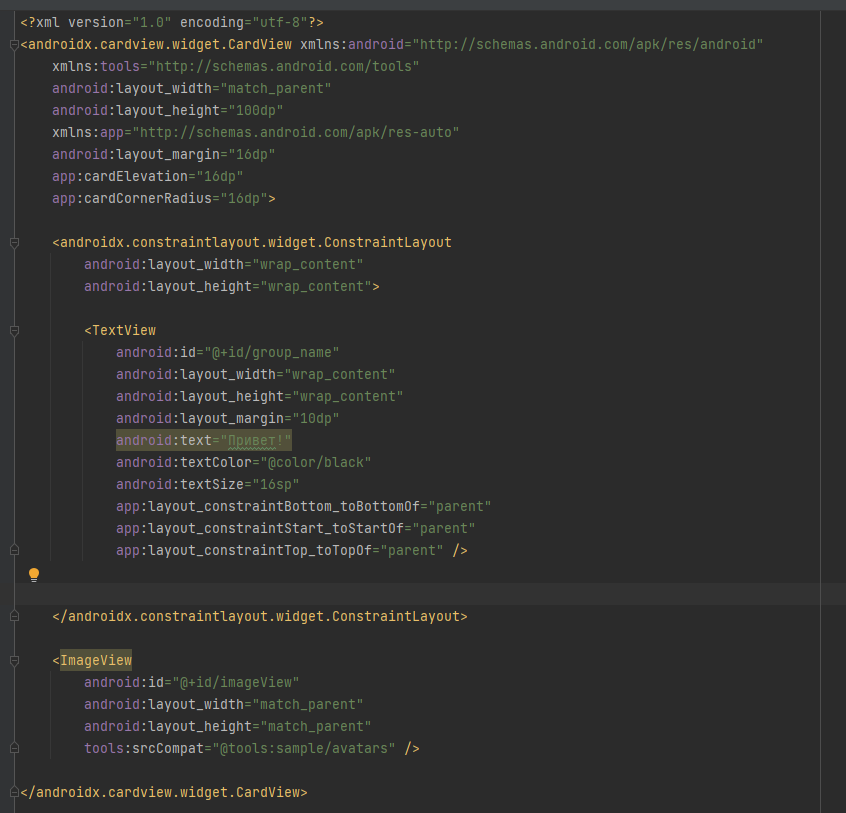 <?xml version="1.0" encoding="utf-8"?>
<androidx.cardview.widget.CardView xmlns:android="http://schemas.android.com/apk/res/android"
    xmlns:tools="http://schemas.android.com/tools"
    android:layout_width="match_parent"
    android:layout_height="100dp"
    xmlns:app="http://schemas.android.com/apk/res-auto"
    android:layout_margin="16dp"
    app:cardElevation="16dp"
    app:cardCornerRadius="16dp">
    <androidx.constraintlayout.widget.ConstraintLayout
        android:layout_width="wrap_content"
        android:layout_height="wrap_content">
        <TextView
            android:id="@+id/group_name"
            android:layout_width="wrap_content"
            android:layout_height="wrap_content"
            android:layout_margin="10dp"
            android:text="Привет!"
            android:textColor="@color/black"
            android:textSize="16sp"
            app:layout_constraintBottom_toBottomOf="parent"
            app:layout_constraintStart_toStartOf="parent"
            app:layout_constraintTop_toTopOf="parent" />
    </androidx.constraintlayout.widget.ConstraintLayout>
    <ImageView
        android:id="@+id/imageView"
        android:layout_width="match_parent"
        android:layout_height="match_parent"
        tools:srcCompat="@tools:sample/avatars" />
</androidx.cardview.widget.CardView>